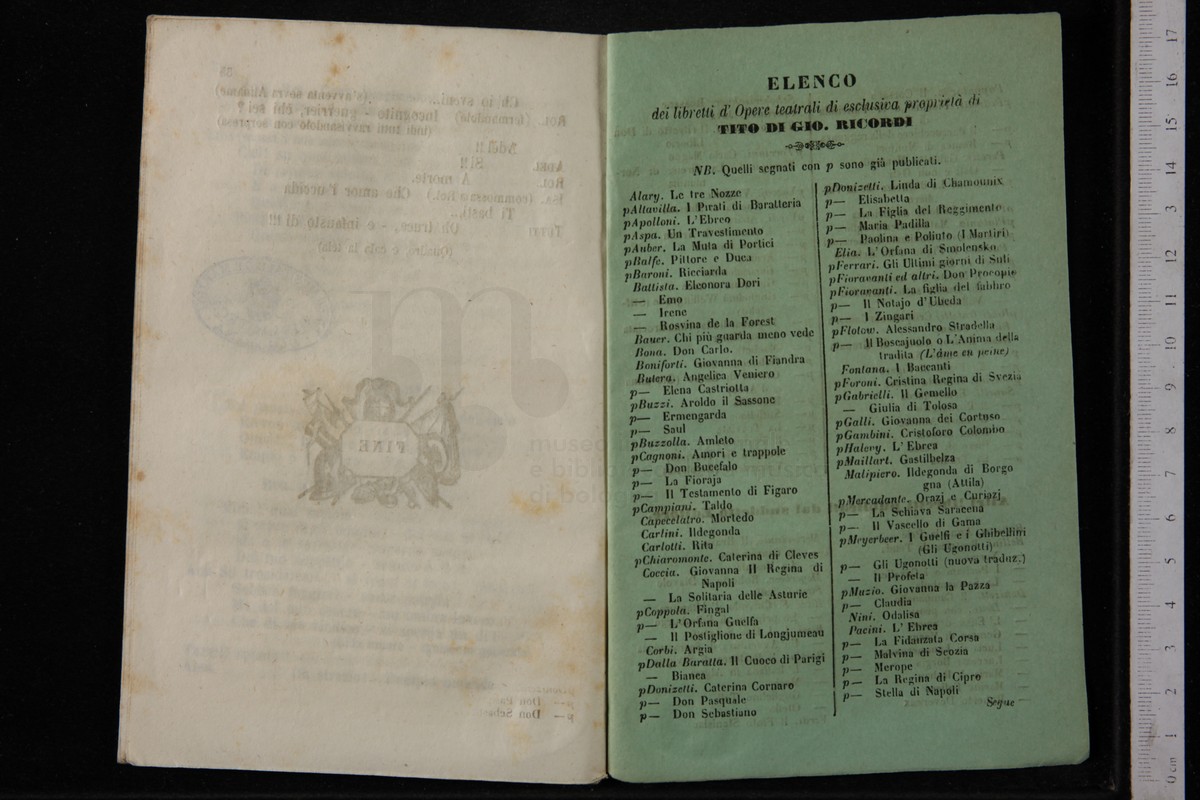 ELENCO
dei libretti d' Opere teatrali di esclusiva proprietà di
TITO DI GIO. RICORDI
NB. Quelli segnati con p sono già publicati.
Alary. Le tre Nozze
pAltavilla. I Pirati di Baratteria
pApolloni. L'Ebreo
pAspa. Un Travestimento
pAuber. La Muta di Portici
pBalfe. Pittore e Duca
pBaroni. Ricciarda
Battista. Eleonora Dori
— Emo
— Irene
— Rosvina de la Forest
Bauer. Chi più guarda meno vede
Bona. Don Carlo.
Boniforti. Giovanna di Fiandra
Butera. Angelica Veniero
p— Elena Castriotta
pBuzzi. Aroldo il Sassone
p— Ermengarda
p— Saul
pBuzzolla. Amleto
pCagnoni. Amori e trappole
p— Don Bucefalo
p— La Fioraja
p— Il Testamento di Figaro
pCampiani. Taldo
Capecelatro. Mortedo
Carlini. Ildegonda
Carlotti. Rita
pChiaromonte. Caterina di Cleves
Coccia. Giovanna II Regina di
Napoli
— La Solitaria delle Asturie
pCoppola. Fingal
p— L'Orfana Guelfa
— Il Postiglione di Longjumeau
Corbi. Argia
pDalla Baratta. Il Cuoco di Parigi
— Bianca
pDonizetti. Caterina Cornaro
p— Don Pasquale
p— Don Sebastiano
pDonizetti. Linda di Chamounix
p— Elisabetta
p— La Figlia del Reggimento
p— Maria Padilla
p— Paolina e Poliuto (I Martiri)
Elia. L'Orfana di Smolensko
pFerrari. Gli Ultimi giorni di Suli
pFioravanti ed altri. Don Procopio
pFioravanti. La figlia del fabbro
p— Il Notajo d'Ubeda
p— I Zingari
pFlotow. Alessandro Stradella
p— Il Boscajuolo o L'Anima della
tradita (L'âme en peine)
Fontana. I Baccanti
pForoni. Cristina Regina di Svezia
pGabrielli. Il Gemello
— Giulia di Tolosa
pGalli. Giovanna dei Cortuso
pGambini. Cristoforo Colombo
pHalevy. L'Ebrea
pMaillart. Gastilbelza
Malipiero. Ildegonda di Borgo
gna (Attila)
pMercadante. Orazj e Curiazj
p— La Schiava Saracena
p— Il Vascello di Gama
pMeyerbeer. I Guelfi e i Ghibellini
(Gli Ugonotti)
p— Gli Ugonotti (nuova traduz.)
— Il Profeta
pMuzio. Giovanna la Pazza
p— Claudia
Nini. Odalisa
Pacini. L' Ebrea
p— La Fidanzata Corsa
p— Malvina di Scozia
p— Merope
p— La Regina di Cipro
p— Stella di Napoli
Segue